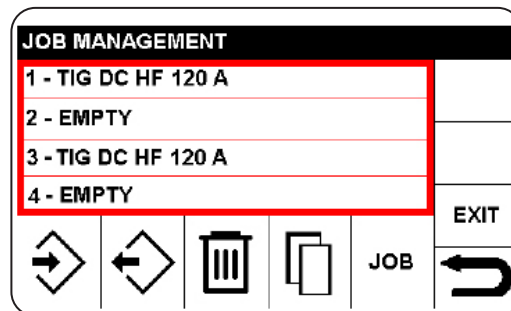 JOB MANAGEMENT
1 - TIG DC HF 120 A
2 - EMPTY
3 - TIG DC HF 120 A
4 - EMPTY
EXIT
JOB